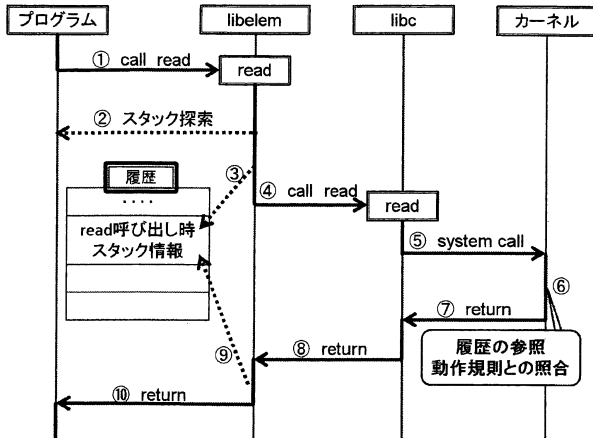 プログラム
libelem
libc
カーネル
① call read
read
② スタック探索
履歴
③
・・・・
④ call read
read
read呼び出し時
スタック情報
⑤ system call
⑥
⑦ return
履歴の参照
動作規則との照合
⑧ return
⑨
⑩ return